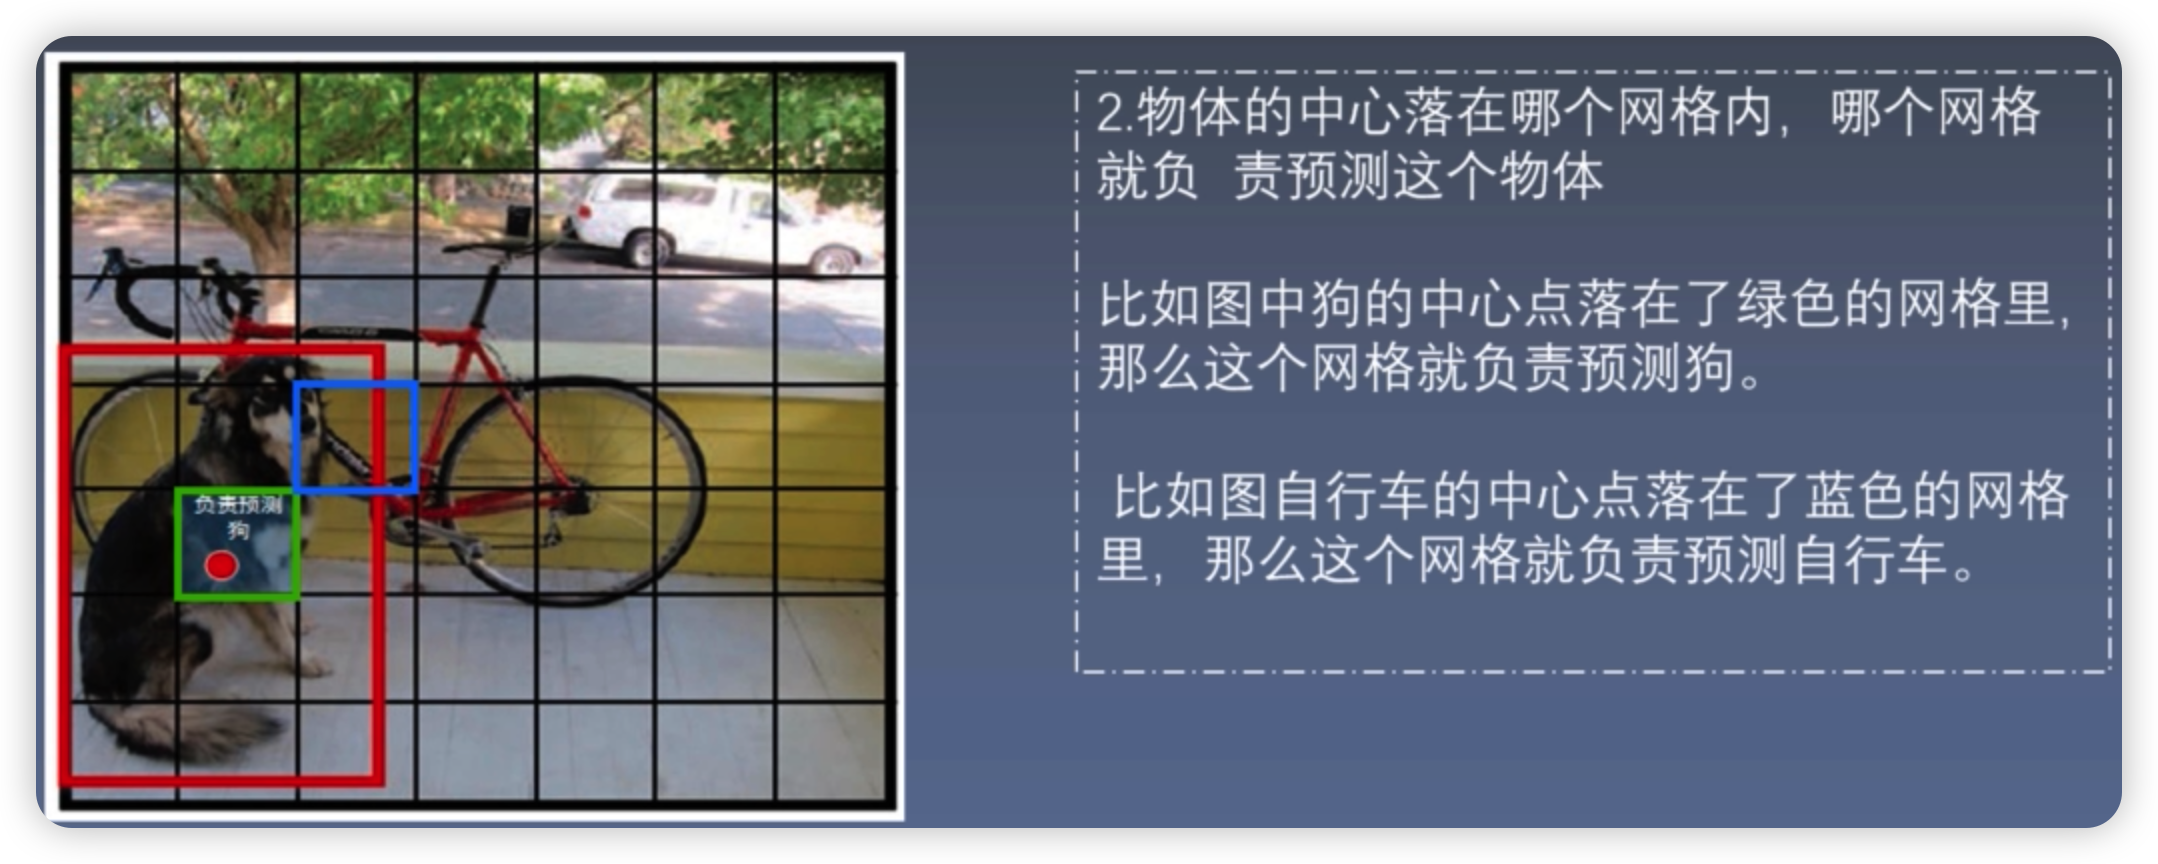 负责预测
狗
2.物体的中心落在哪个网格内，哪个网格
就负 责预测这个物体
比如图中狗的中心点落在了绿色的网格里,
那么这个网格就负责预测狗。
比如图自行车的中心点落在了蓝色的网格
里，那么这个网格就负责预测自行车。